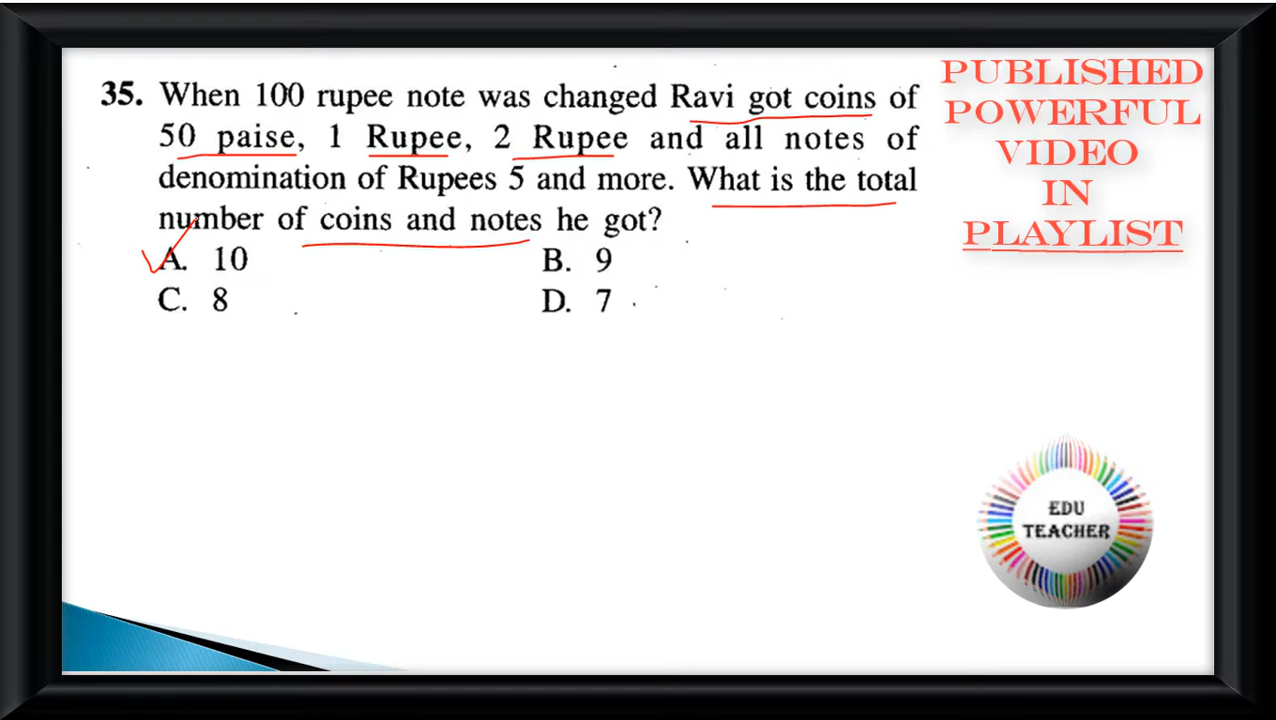 35. When 100 rupee note was changed Ravi got coins of
50 paise, 1 Rupee, 2 Rupee and all notes of
denomination of Rupees 5 and more. What is the total
number of coins and notes he got?
A. 10 B. 9
C. 8 D. 7
PUBLISHED
POWERFUL
VIDEO
IN
PLAYLIST
EDU
TEACHER